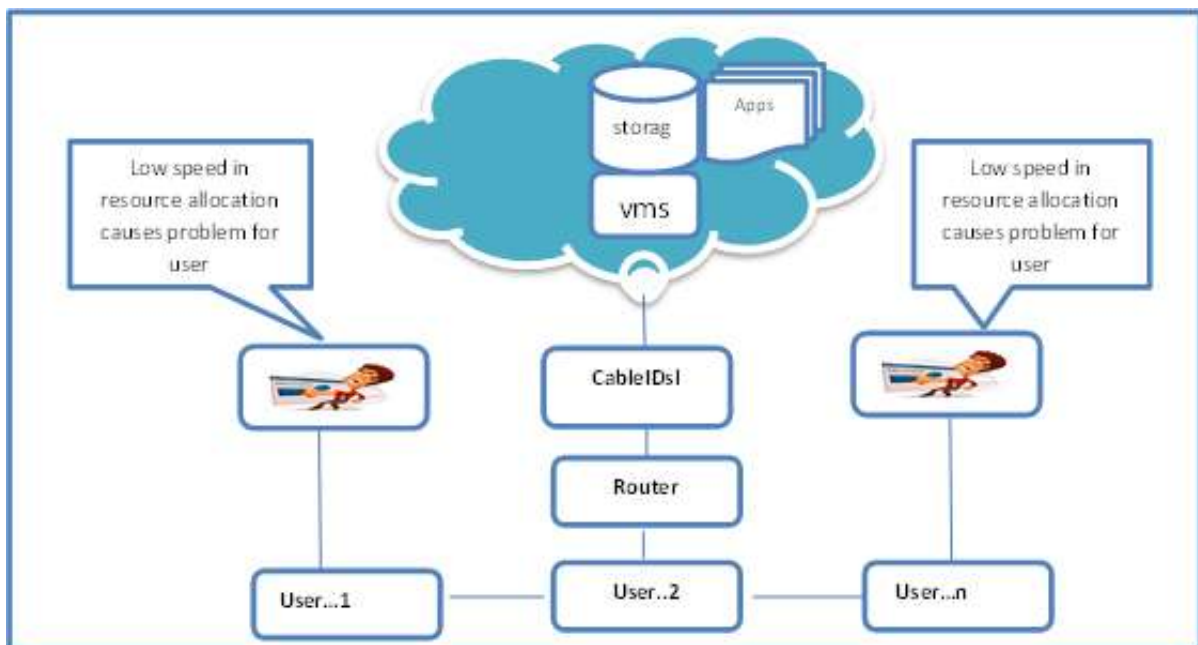 storag
Apps
vms
Low speed in
resource allocation
causes problem for
user
Low speed in
resource allocation
causes problem for
user
CablelDsl
Router
User...1
User..2
User...n